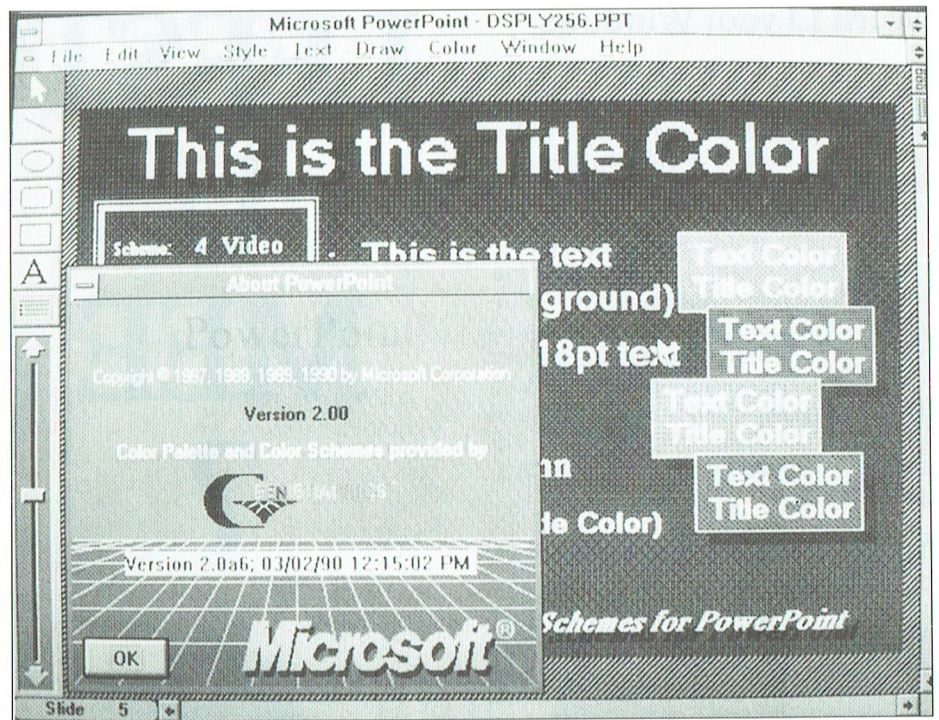 Microsoft PowerPoint - DSPLY256.PPT
File Edit View Style Text Draw Color Window Help
This is the Title Color
Scheme: 4 Video
This is the text
ground)
18pt text
nn
le Color)
Schemes for PowerPoint
Text Color
Title Color
Text Color
Title Color
Text Color
Title Color
Text Color
Title Color
A
About PowerPoint
PowerPoint
Copyright © 1987, 1988, 1989, 1990 by Microsoft Corporation
Version 2.00
Color Palette and Color Schemes provided by
Version 2.0a6; 03/02/90 12:15:02 PM
Microsoft®
OK
Slide 5